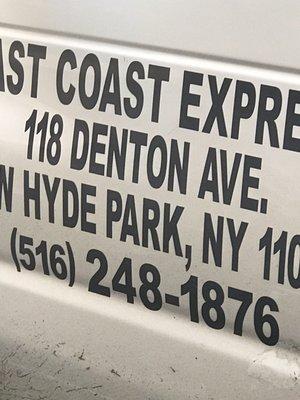 AST COAST EXPRE
118 DENTON AVE.
W HYDE PARK, NY 110
(516) 248-1876